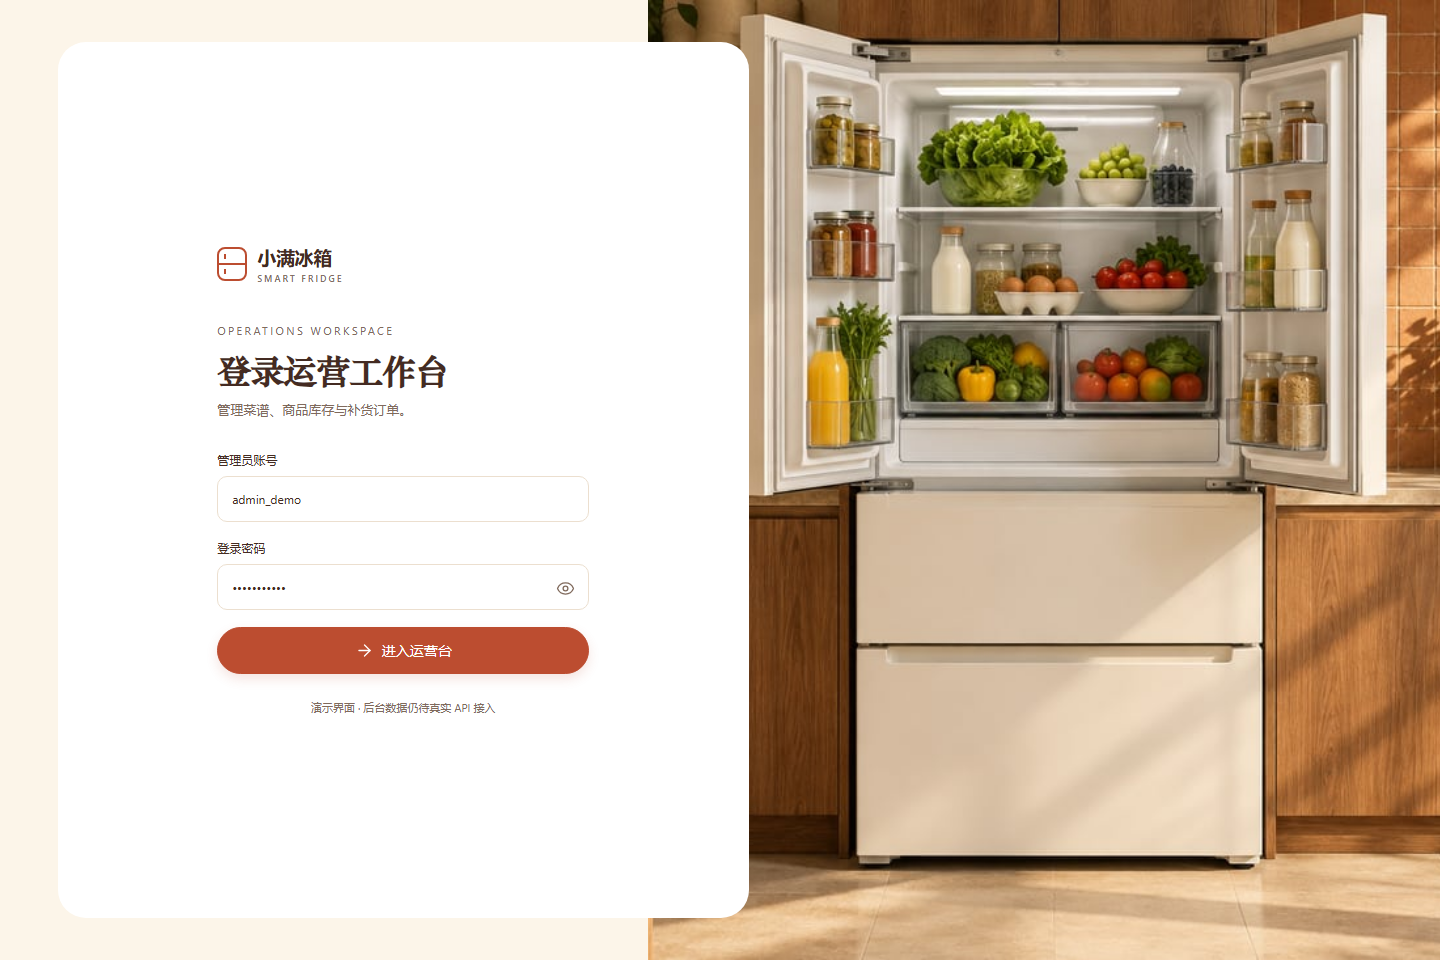 小满冰箱
SMART FRIDGE
OPERATIONS WORKSPACE
登录运营工作台
管理菜谱、商品库存与补货订单。
管理员账号
admin_demo
登录密码
•••••••••••
进入运营台
演示界面 · 后台数据仍待真实 API 接入